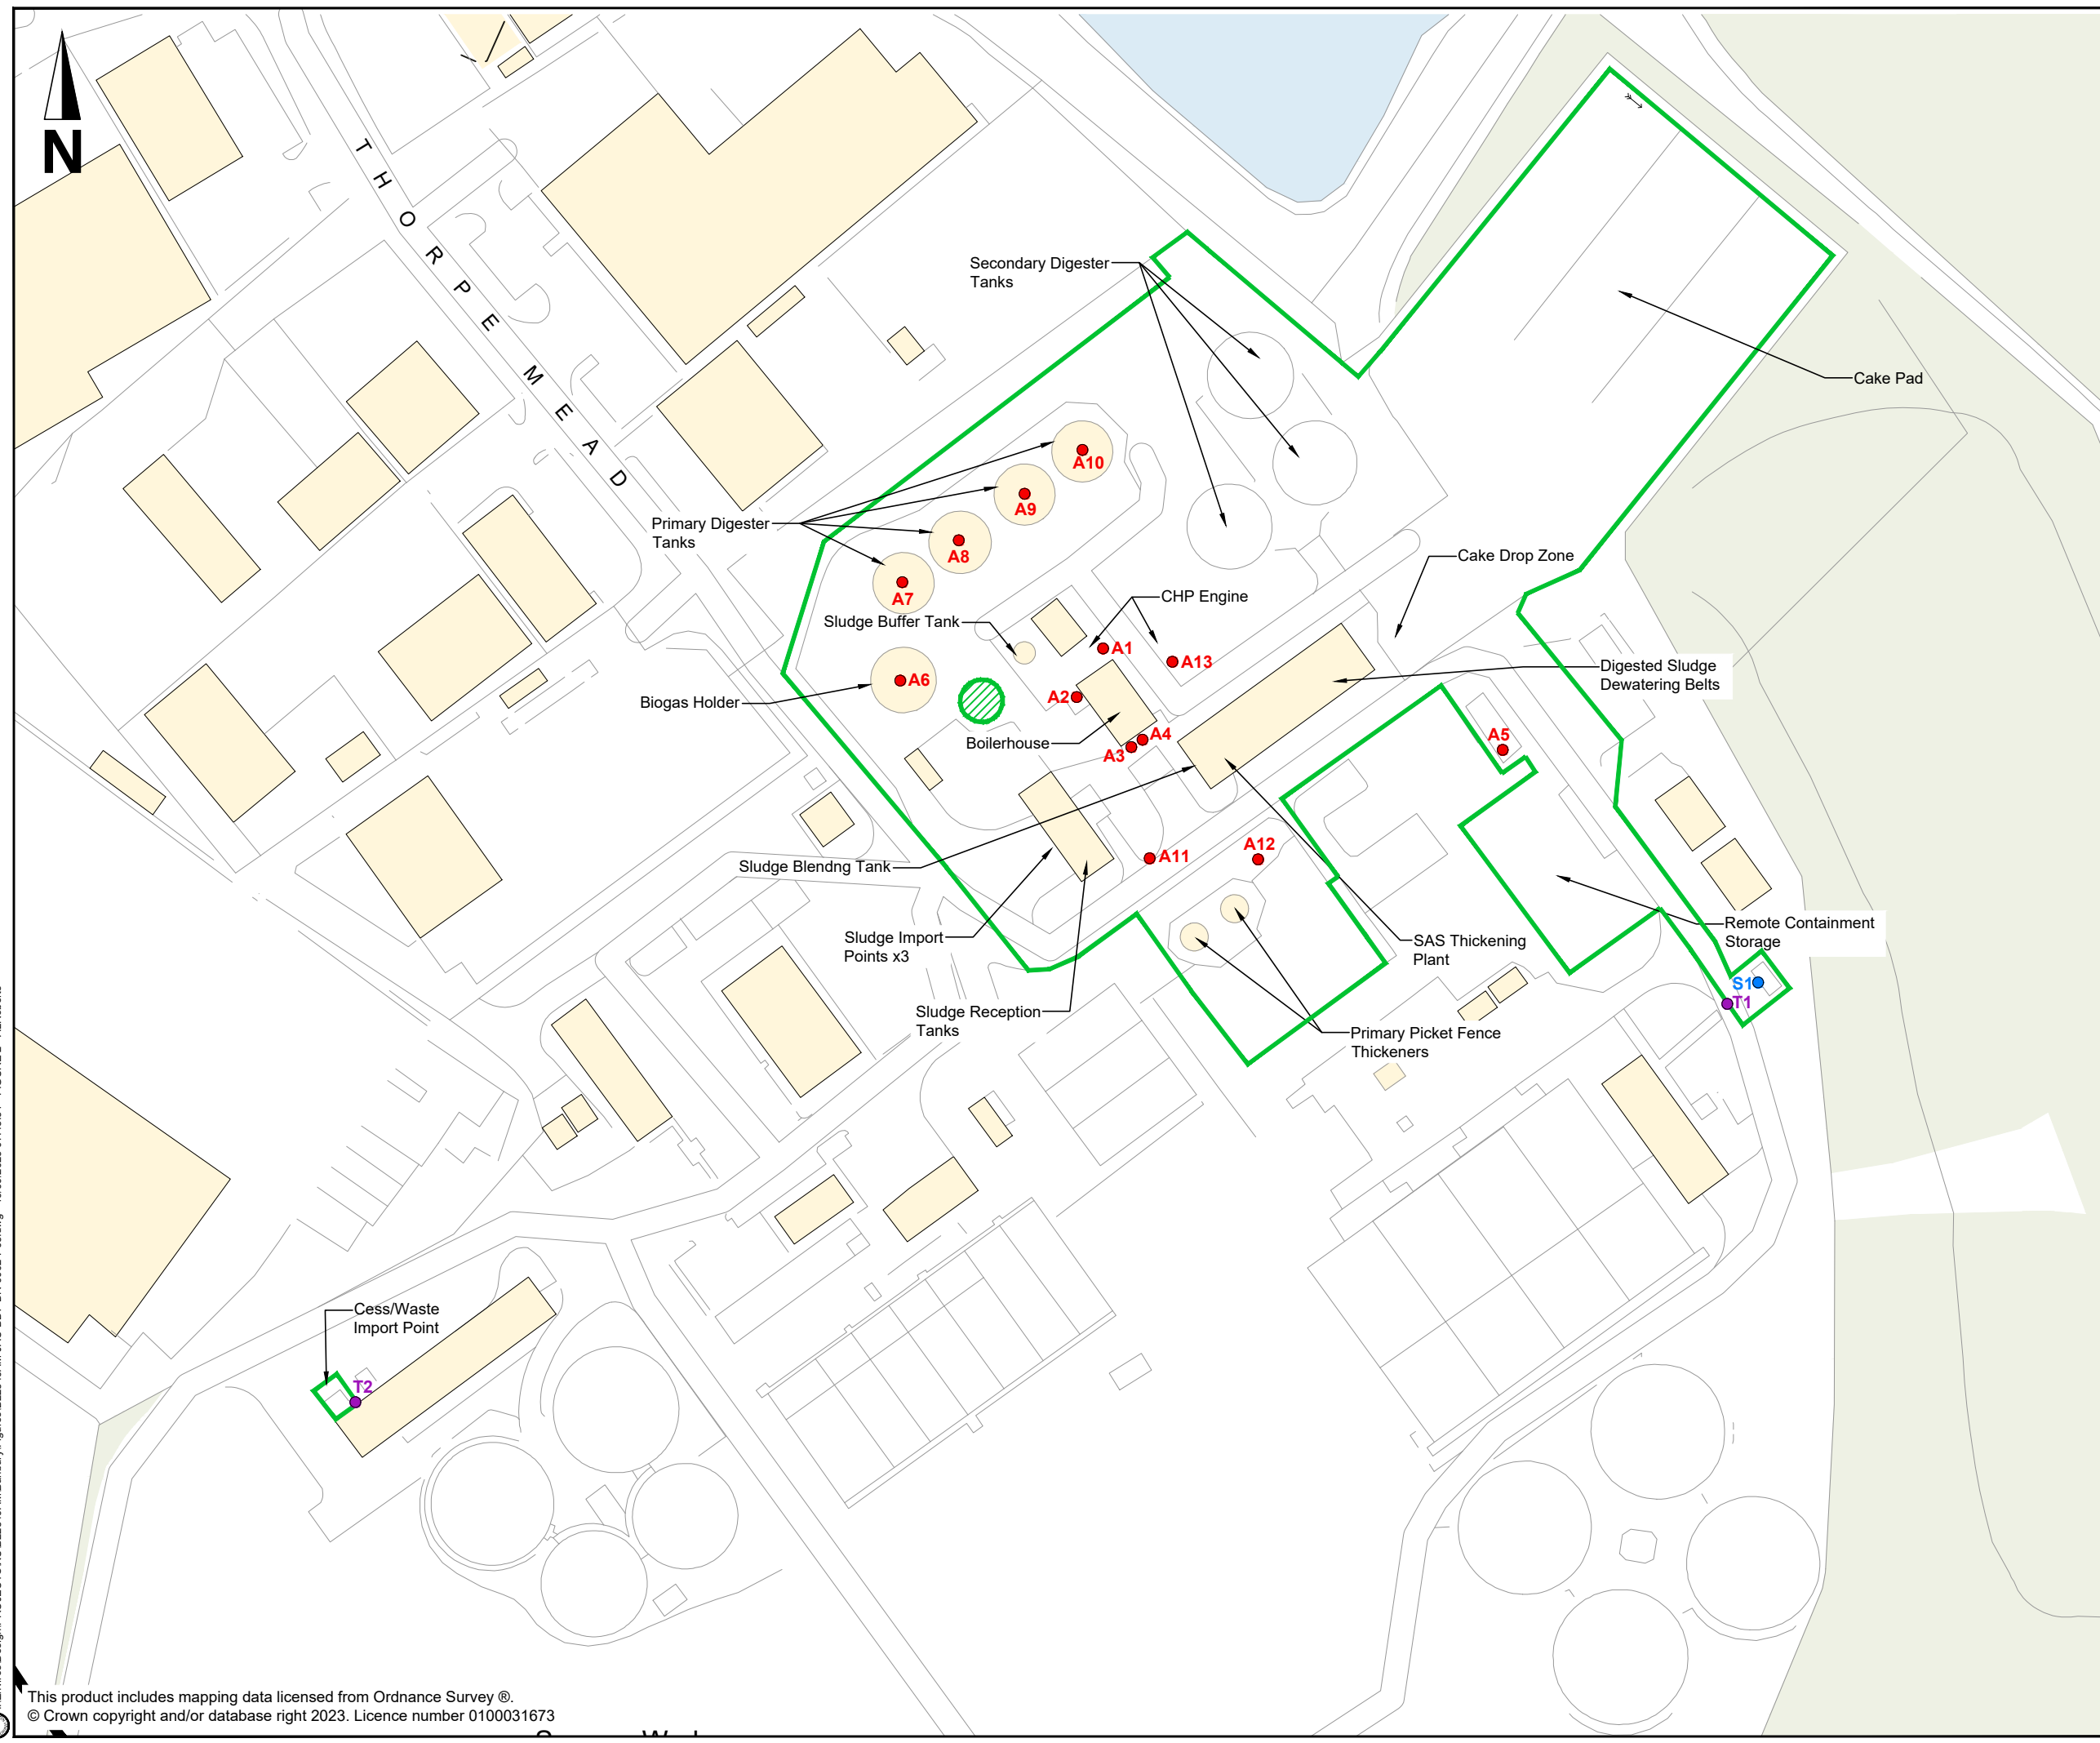 N
THORPE MEAD
Secondary Digester
Tanks
Cake Pad
A10
A9
Primary Digester
Tanks
A8
Cake Drop Zone
A7
CHP Engine
Sludge Buffer Tank
A1
A13
Digested Sludge
Dewatering Belts
A6
Biogas Holder
A2
Boilerhouse
A4
A3
A5
A12
A11
Sludge Blendng Tank
Remote Containment
Storage
Sludge Import
Points x3
SAS Thickening
Plant
S1
T1
Sludge Reception
Tanks
Primary Picket Fence
Thickeners
Cess/Waste
Import Point
T2
This product includes mapping data licensed from Ordnance Survey ®.
© Crown copyright and/or database right 2023. Licence number 0100031673